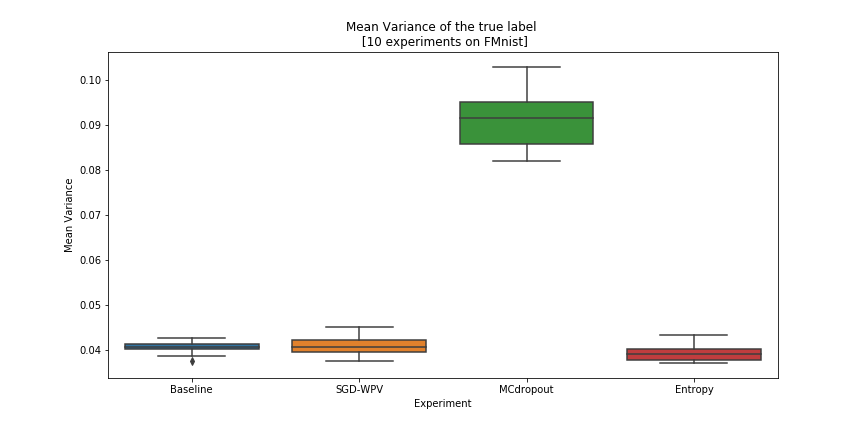 Mean Variance of the true label
[10 experiments on FMnist]
0.10
0.09
0.08
0.07
0.06
0.05
0.04
Mean Variance
Baseline
SGD-WPV
MCdropout
Entropy
Experiment